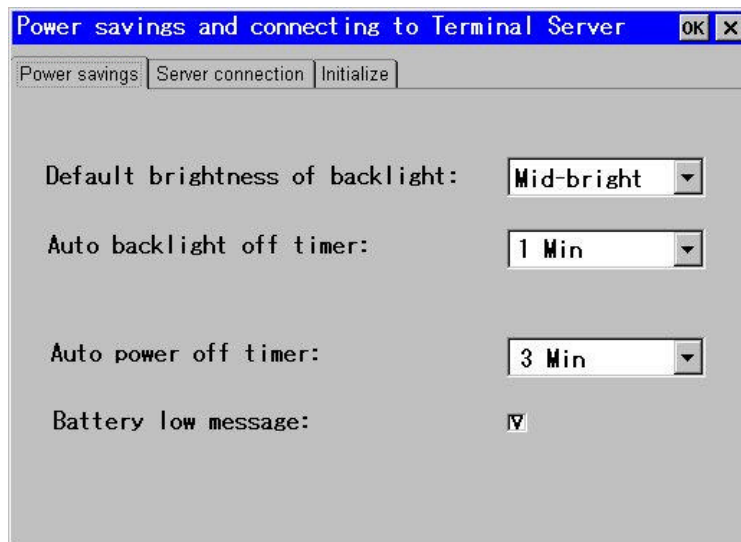 Power savings and connecting to Terminal Server OK ×
Power savings Server connection Initialize
Default brightness of backlight: Mid-bright
Auto backlight off timer: 1 Min
Auto power off timer: 3 Min
Battery low message: